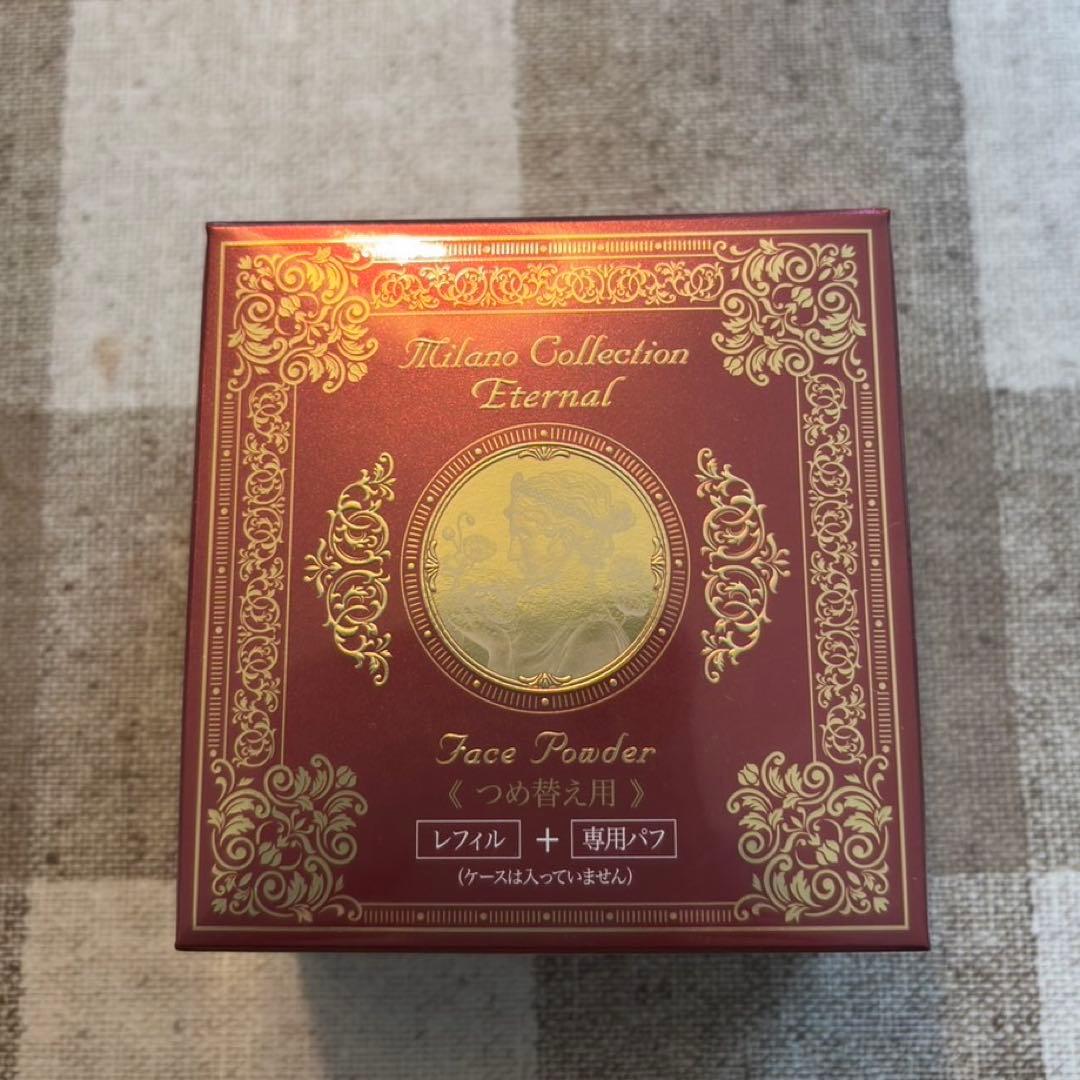 Milano Collection
Eternal
Face Powder
《 つめ替え用 》
レフィル + 専用パフ
(ケースは入っていません)